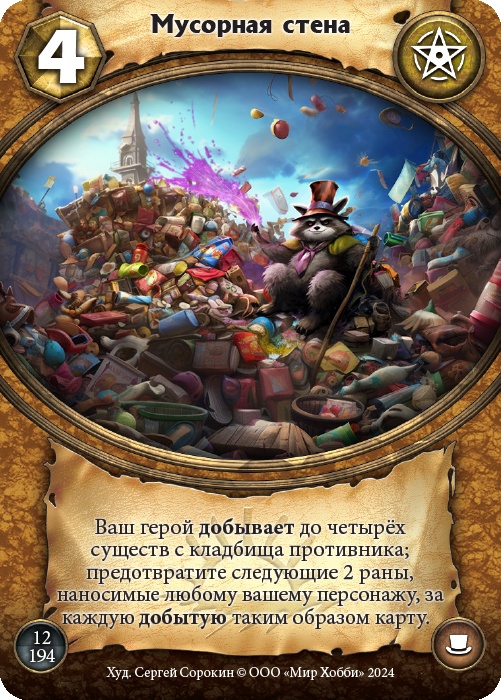 4
Мусорная стена
Ваш герой добывает до четырёх
существ с кладбища противника;
предотвратите следующие 2 раны,
наносимые любому вашему персонажу, за
каждую добытую таким образом карту.
12
194
Худ. Сергей Сорокин © ООО «Мир Хобби» 2024